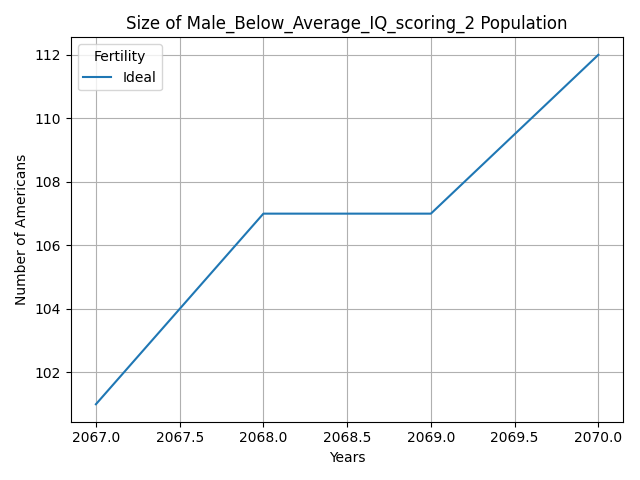 Size of Male_Below_Average_IQ_scoring_2 Population
Fertility
Ideal
Number of Americans
112
110
108
106
104
102
2067.0 2067.5 2068.0 2068.5 2069.0 2069.5 2070.0
Years